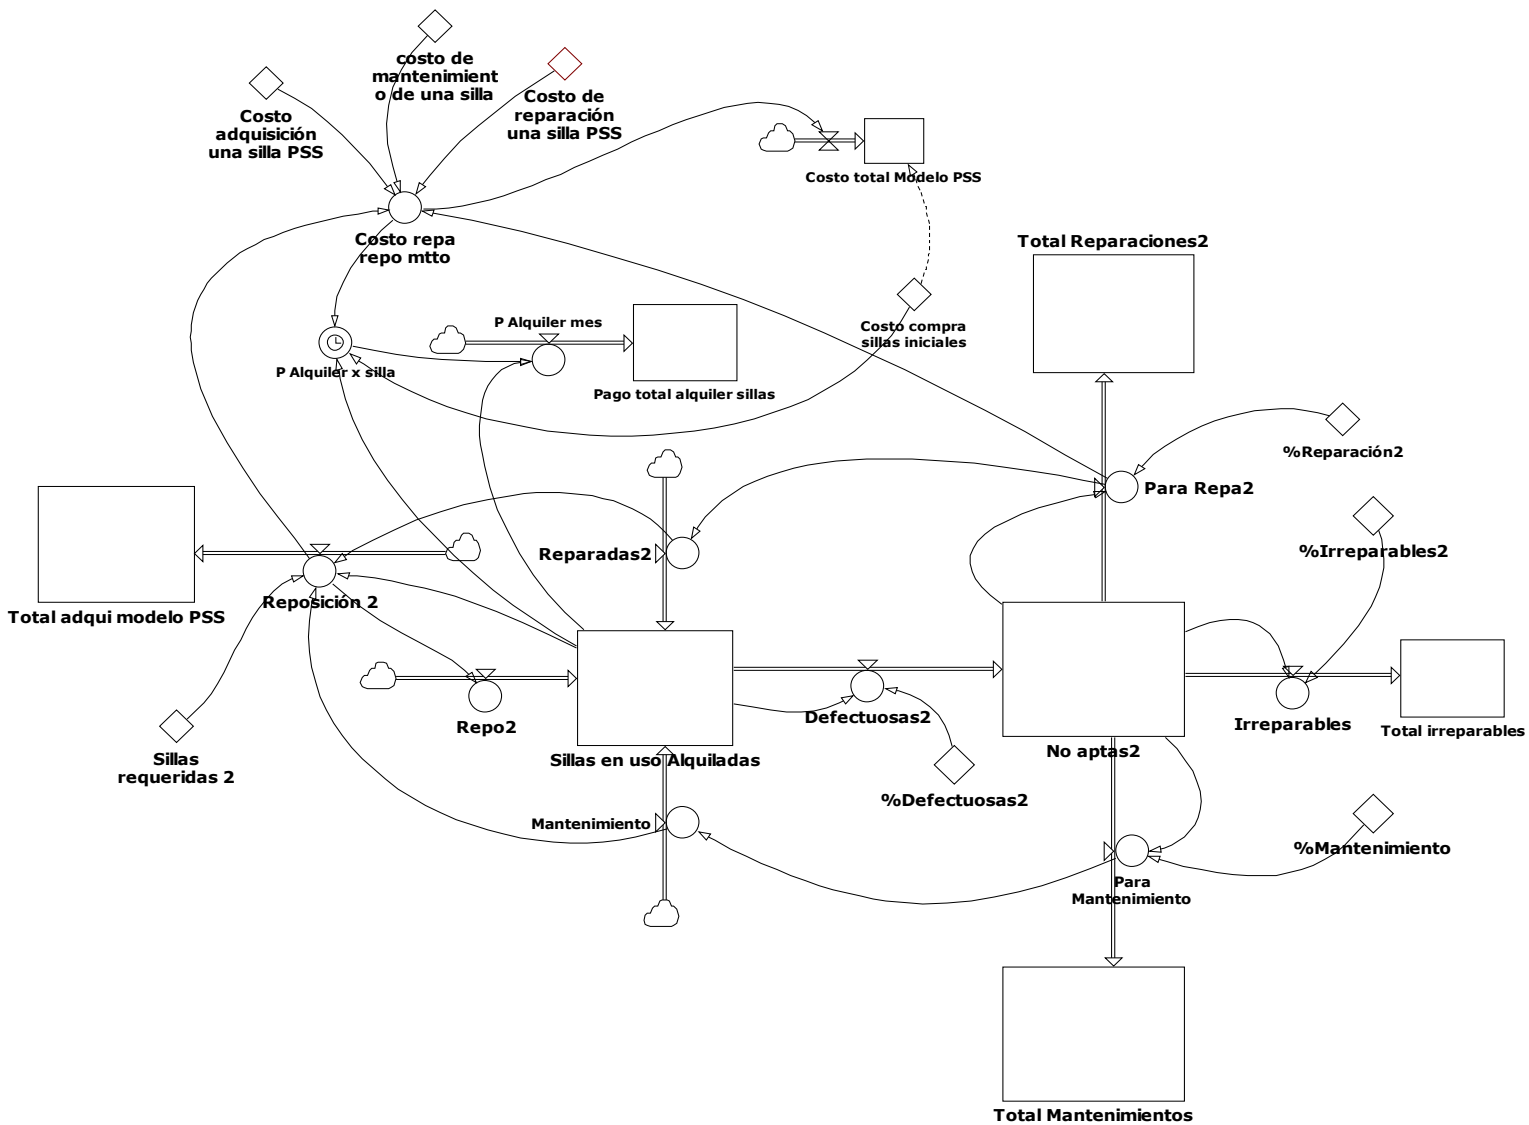 costo de
mantenimient
o de una silla
Costo
adquisición
una silla PSS
Costo de
reparación
una silla PSS
Costo total Modelo PSS
Costo repa
repo mtto
Total Reparaciones2
P Alquiler mes
Costo compra
sillas iniciales
P Alquiler x silla
Pago total alquiler sillas
%Reparación2
Para Repa2
Reparadas2
%Irreparables2
Reposición 2
Total adqui modelo PSS
Repo2
Defectuosas2
Irreparables
Total irreparables
Sillas
requeridas 2
Sillas en uso Alquiladas
No aptas2
%Defectuosas2
Mantenimiento
%Mantenimiento
Para
Mantenimiento
Total Mantenimientos